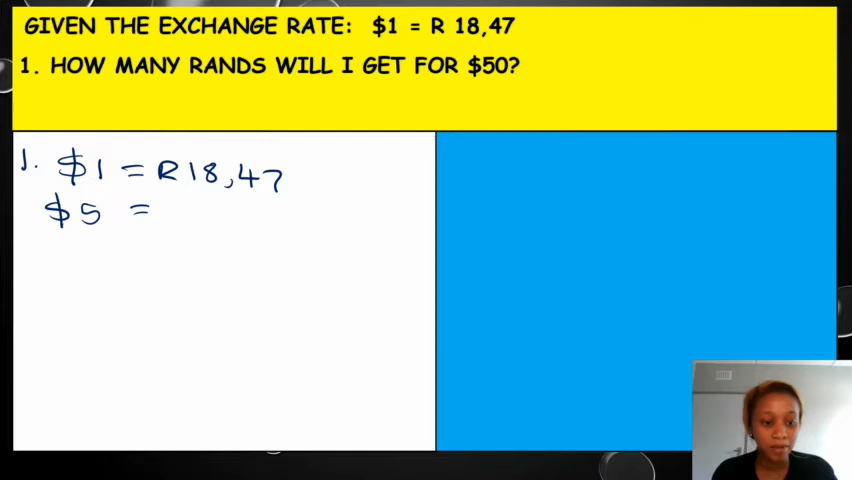 GIVEN THE EXCHANGE RATE: $1 = R 18,47
1. HOW MANY RANDS WILL I GET FOR $50?
1. $1 = R18,47
$5 =